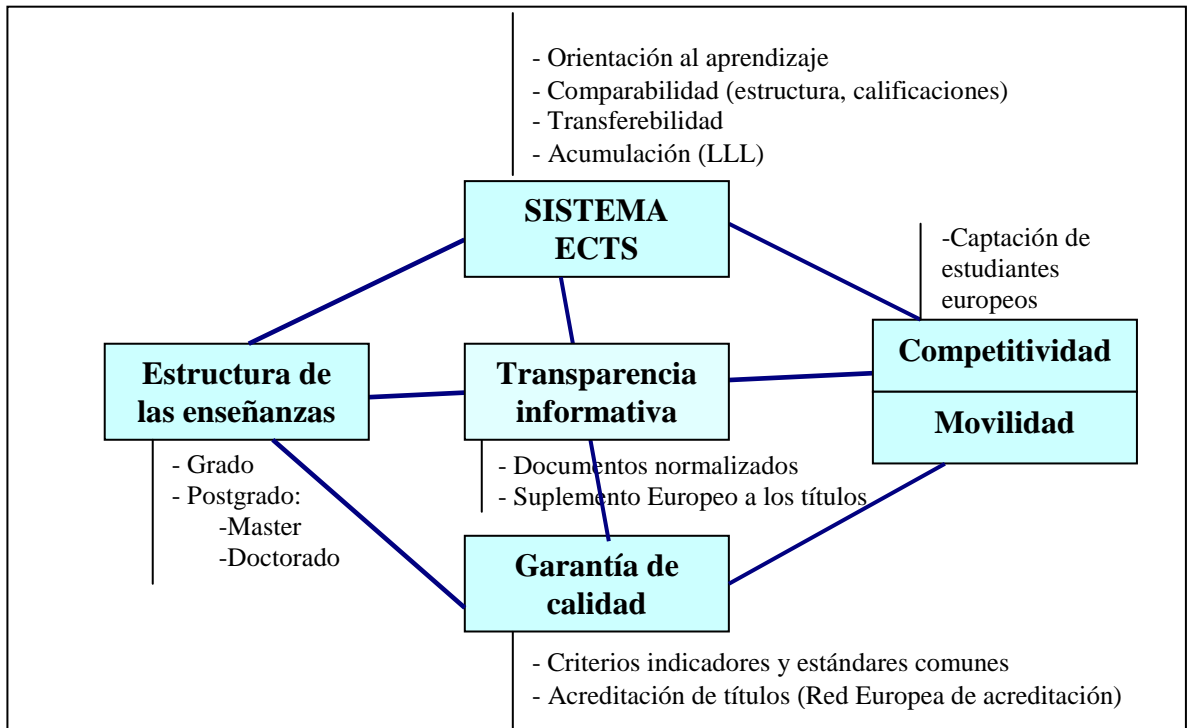 - Orientación al aprendizaje
- Comparabilidad (estructura, calificaciones)
- Transferebilidad
- Acumulación (LLL)
SISTEMA
ECTS
-Captación de
estudiantes
europeos
Estructura de
las enseñanzas
Transparencia
informativa
Competitividad
Movilidad
- Grado
- Postgrado:
-Master
-Doctorado
- Documentos normalizados
- Suplemento Europeo a los títulos
Garantía de
calidad
- Criterios indicadores y estándares comunes
- Acreditación de títulos (Red Europea de acreditación)